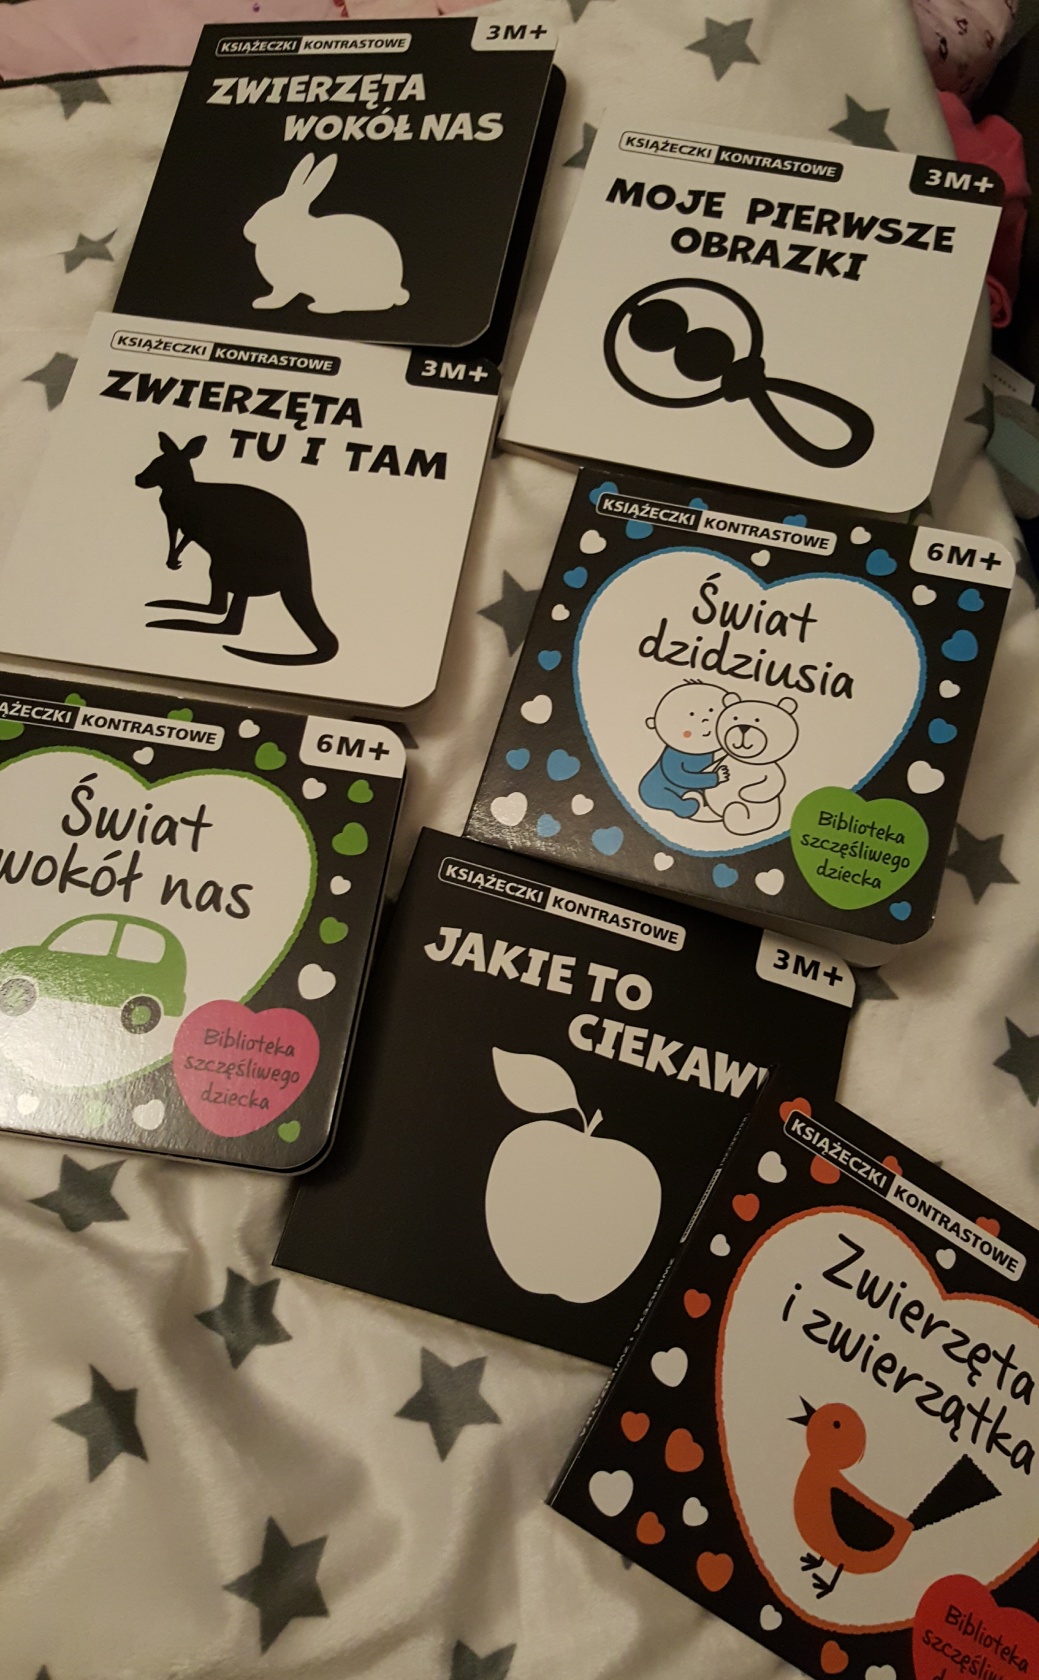 KSIĄŻECZKI KONTRASTOWE
3M+
ZWIERZĘTA
WOKÓŁ NAS
KSIĄŻECZKI KONTRASTOWE
3M+
MOJE PIERWSZE
OBRAZKI
KSIĄŻECZKI KONTRASTOWE
3M+
ZWIERZĘTA
TU I TAM
KSIĄŻECZKI KONTRASTOWE
6M+
Świat
dzidziusia
Biblioteka
szczęśliwego
dziecka
KONTRASTOWE
6M+
Świat
wokół nas
Biblioteka
szczęśliwego
dziecka
KSIĄŻECZKI KONTRASTOWE
3M+
JAKIE TO
KSIĄŻECZKI KONTRASTOWE
Zwierzęta
i zwierzątka
Biblioteka